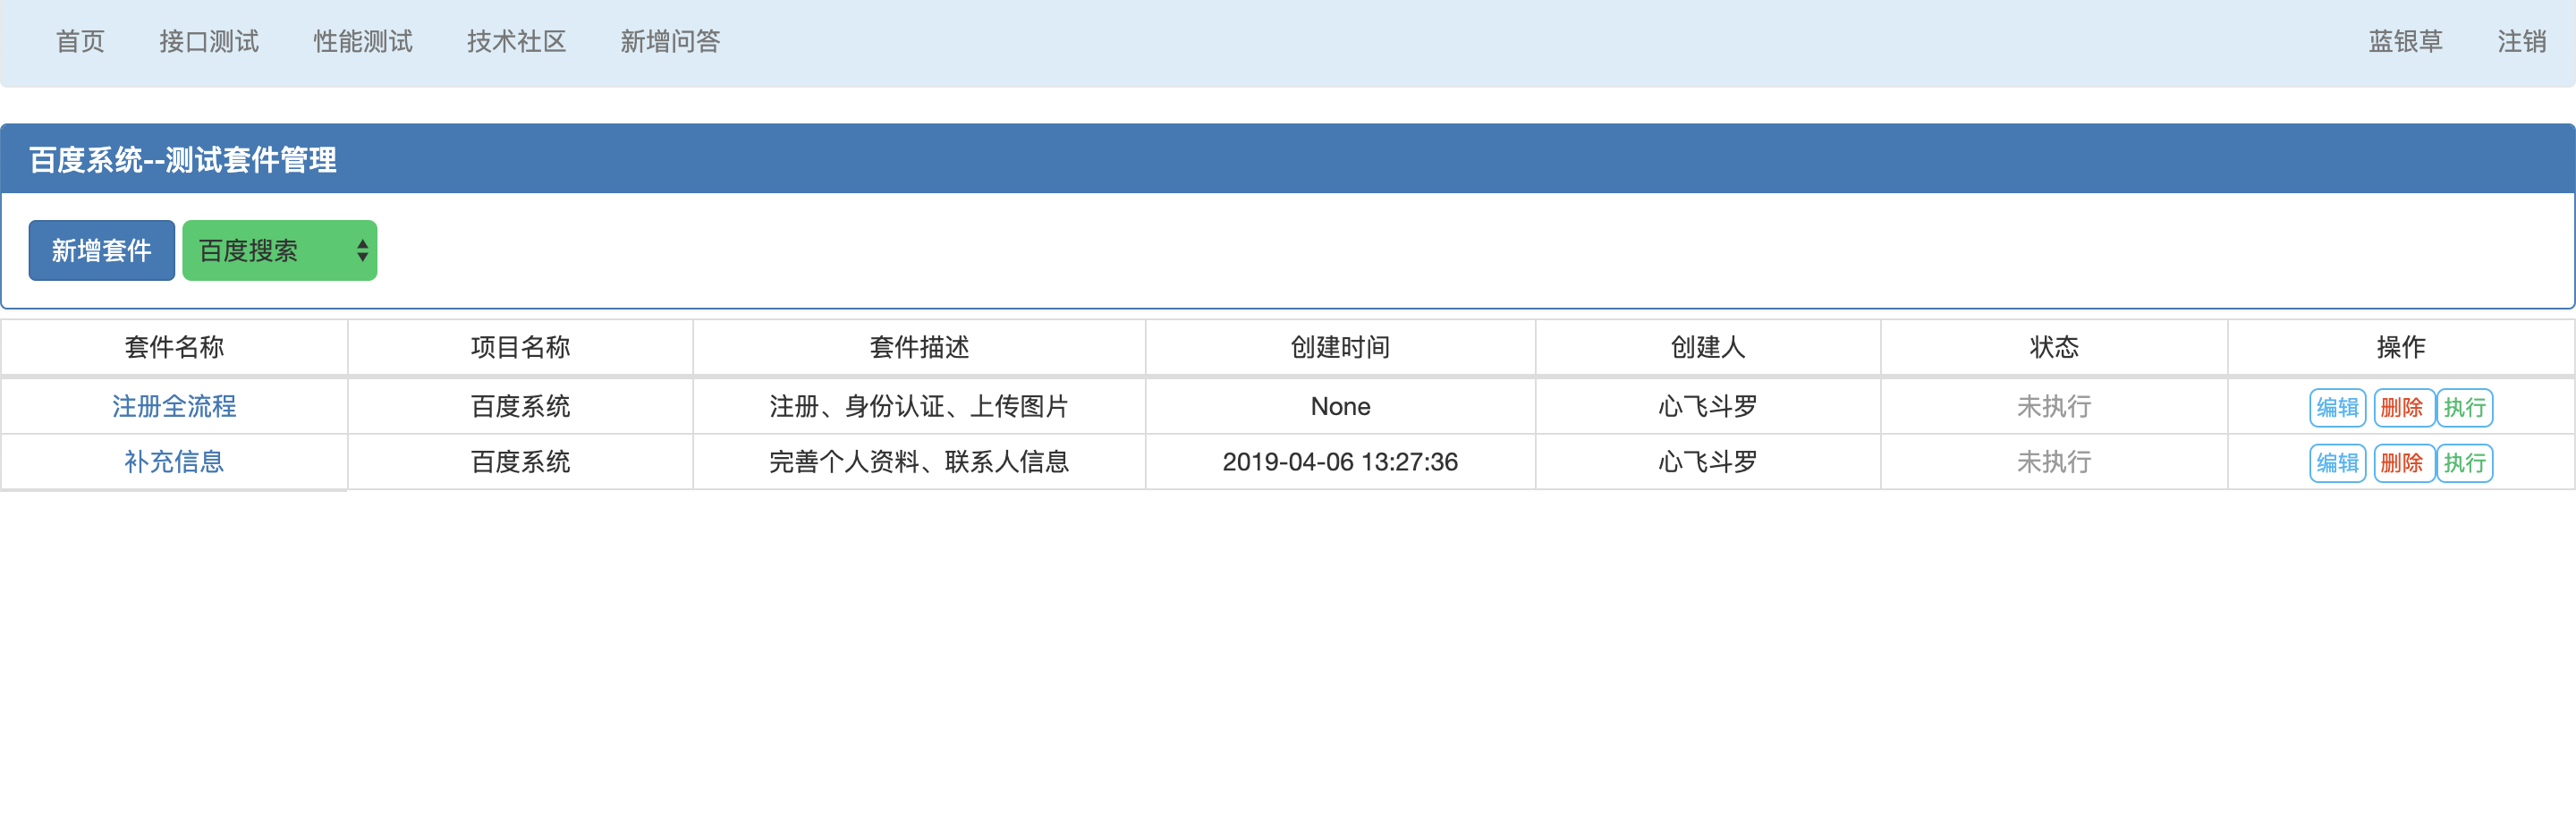 首页 接口测试 性能测试 技术社区 新增问答 蓝银草 注销
百度系统--测试套件管理
新增套件 百度搜索
套件名称 项目名称 套件描述 创建时间 创建人 状态 操作
注册全流程 百度系统 注册、身份认证、上传图片 None 心飞斗罗 未执行 编辑 删除 执行
补充信息 百度系统 完善个人资料、联系人信息 2019-04-06 13:27:36 心飞斗罗 未执行 编辑 删除 执行